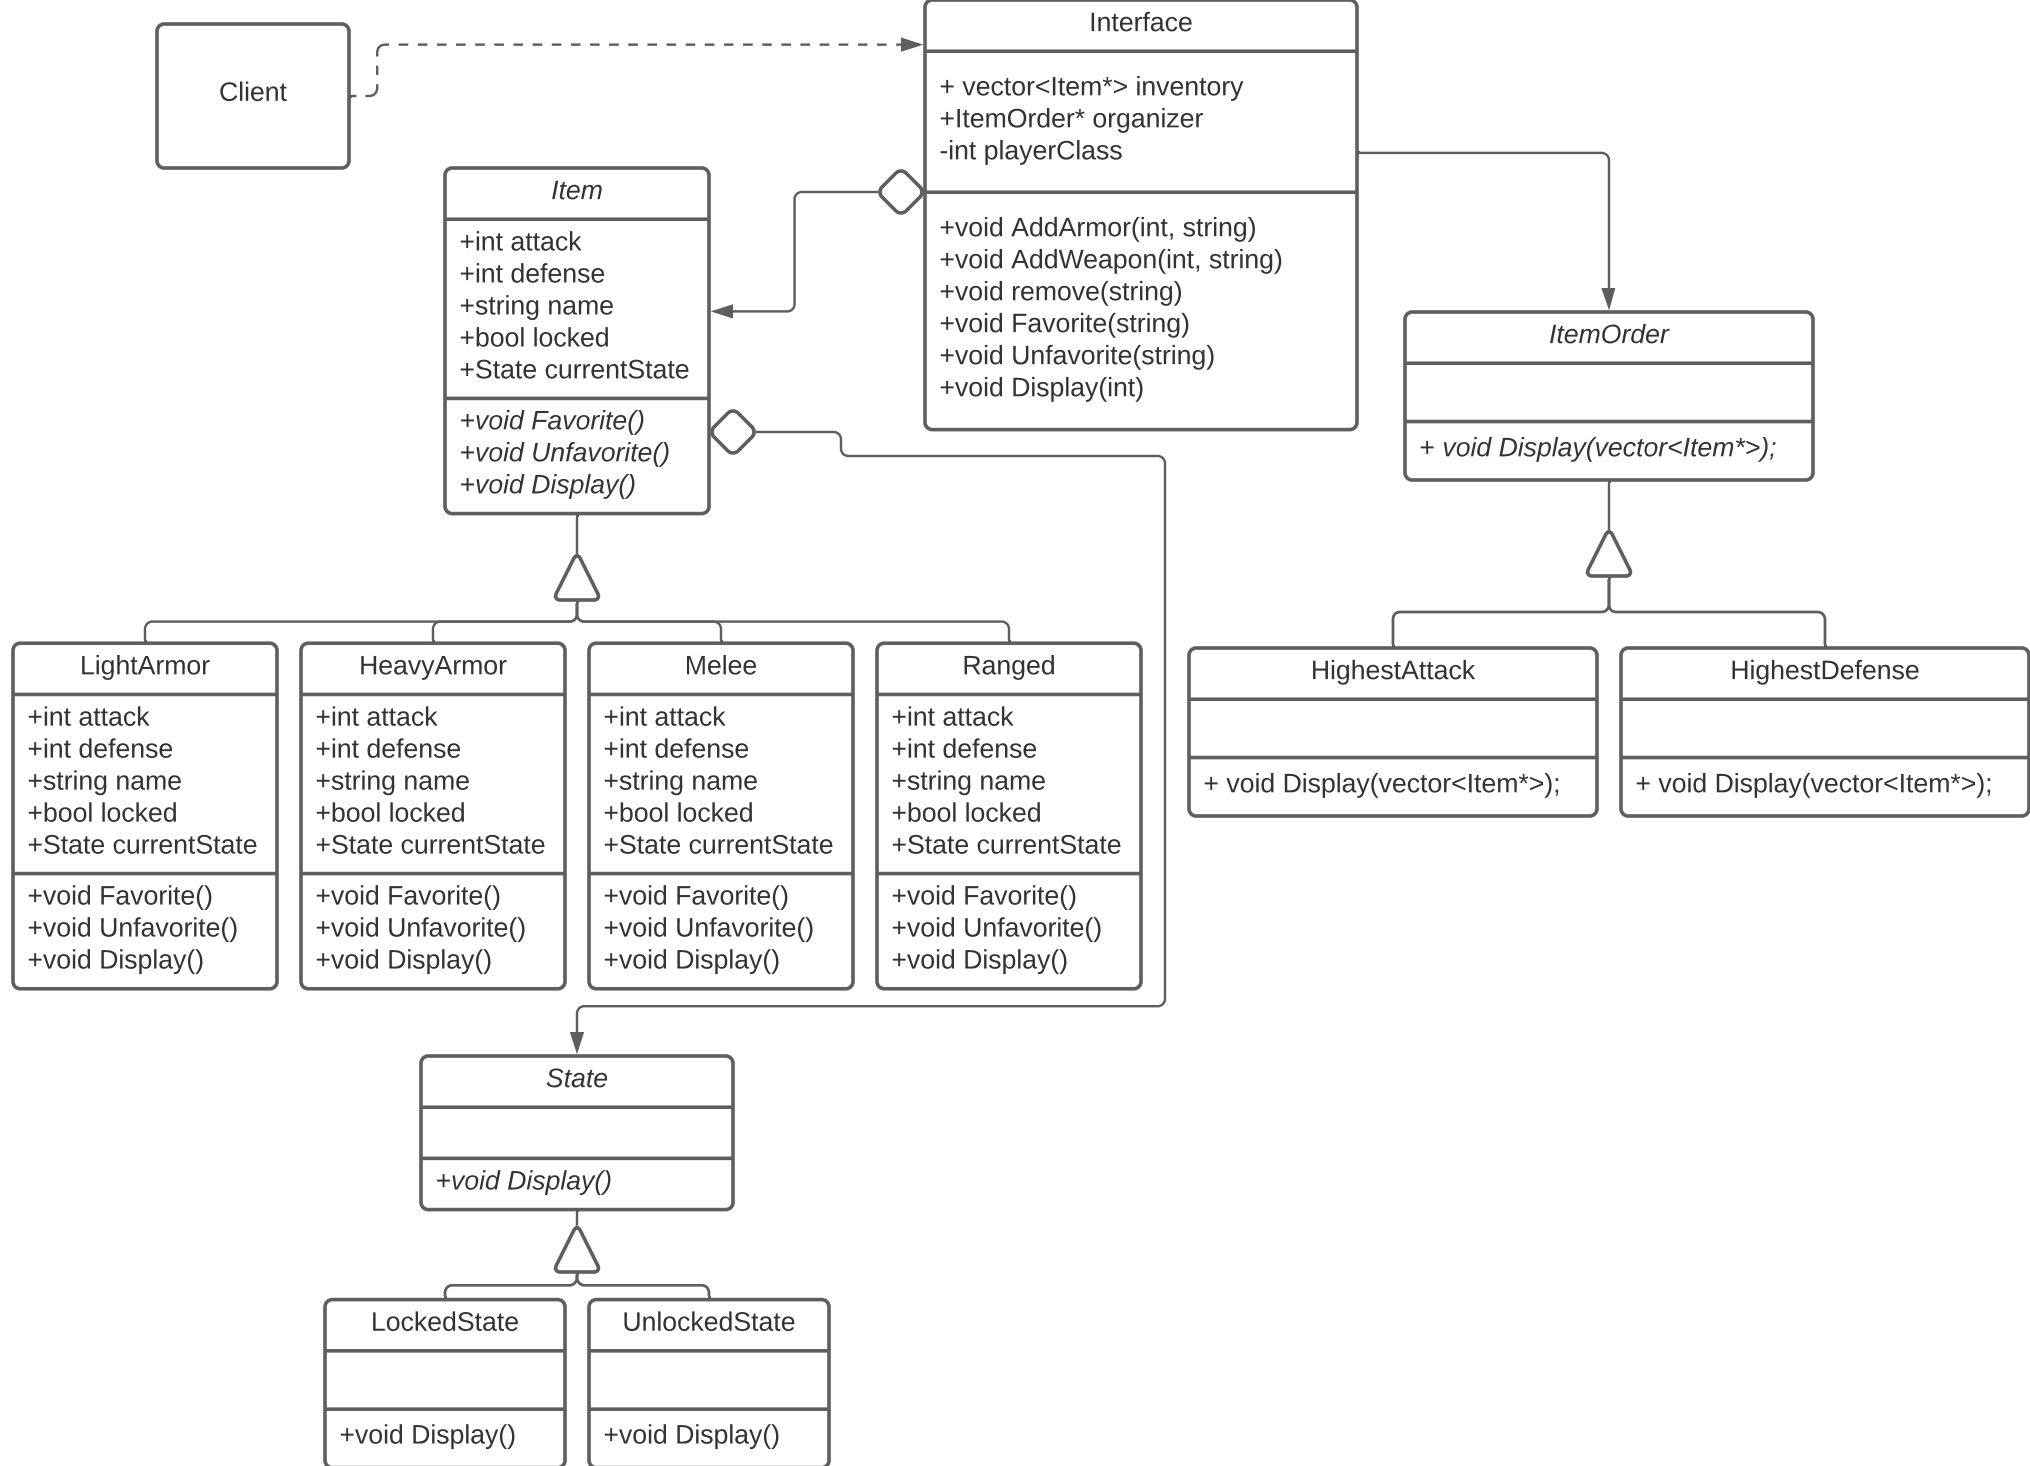 Client
Interface
+ vector<Item*> inventory
+ItemOrder* organizer
-int playerClass
+void AddArmor(int, string)
+void AddWeapon(int, string)
+void remove(string)
+void Favorite(string)
+void Unfavorite(string)
+void Display(int)
Item
+int attack
+int defense
+string name
+bool locked
+State currentState
+void Favorite()
+void Unfavorite()
+void Display()
ItemOrder
+ void Display(vector<Item*>);
LightArmor
+int attack
+int defense
+string name
+bool locked
+State currentState
+void Favorite()
+void Unfavorite()
+void Display()
HeavyArmor
+int attack
+int defense
+string name
+bool locked
+State currentState
+void Favorite()
+void Unfavorite()
+void Display()
Melee
+int attack
+int defense
+string name
+bool locked
+State currentState
+void Favorite()
+void Unfavorite()
+void Display()
Ranged
+int attack
+int defense
+string name
+bool locked
+State currentState
+void Favorite()
+void Unfavorite()
+void Display()
HighestAttack
+ void Display(vector<Item*>);
HighestDefense
+ void Display(vector<Item*>);
State
+void Display()
LockedState
+void Display()
UnlockedState
+void Display()